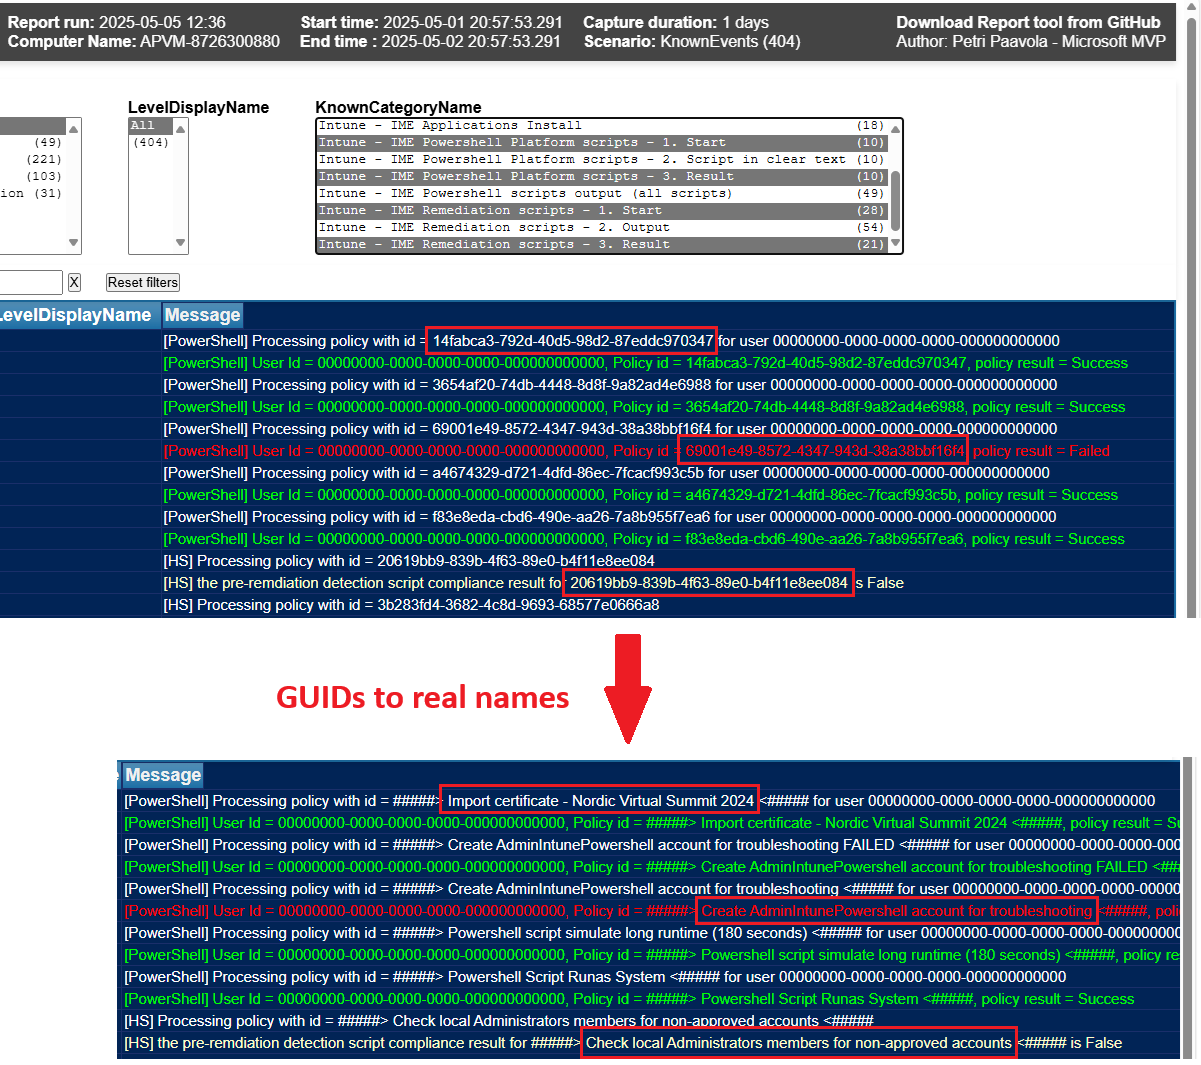 Report run: 2025-05-05 12:36 Start time: 2025-05-01 20:57:53.291 Capture duration: 1 days Download Report tool from GitHub
Computer Name: APVM-8726300880 End time : 2025-05-02 20:57:53.291 Scenario: KnownEvents (404) Author: Petri Paavola - Microsoft MVP
LevelDisplayName KnownCategoryName
All
(404)
(49)
(221)
(103)
ion (31)
Intune - IME Applications Install (18)
Intune - IME Powershell Platform scripts - 1. Start (10)
Intune - IME Powershell Platform scripts - 2. Script in clear text (10)
Intune - IME Powershell Platform scripts - 3. Result (10)
Intune - IME Powershell scripts output (all scripts) (49)
Intune - IME Remediation scripts - 1. Start (28)
Intune - IME Remediation scripts - 2. Output (54)
Intune - IME Remediation scripts - 3. Result (21)
X Reset filters
LevelDisplayName Message
[PowerShell] Processing policy with id = 14fabca3-792d-40d5-98d2-87eddc970347 for user 00000000-0000-0000-0000-000000000000
[PowerShell] User Id = 00000000-0000-0000-0000-000000000000, Policy id = 14fabca3-792d-40d5-98d2-87eddc970347, policy result = Success
[PowerShell] Processing policy with id = 3654af20-74db-4448-8d8f-9a82ad4e6988 for user 00000000-0000-0000-0000-000000000000
[PowerShell] User Id = 00000000-0000-0000-0000-000000000000, Policy id = 3654af20-74db-4448-8d8f-9a82ad4e6988, policy result = Success
[PowerShell] Processing policy with id = 69001e49-8572-4347-943d-38a38bbf16f4 for user 00000000-0000-0000-0000-000000000000
[PowerShell] User Id = 00000000-0000-0000-0000-000000000000, Policy id = 69001e49-8572-4347-943d-38a38bbf16f4, policy result = Failed
[PowerShell] Processing policy with id = a4674329-d721-4dfd-86ec-7fcacf993c5b for user 00000000-0000-0000-0000-000000000000
[PowerShell] User Id = 00000000-0000-0000-0000-000000000000, Policy id = a4674329-d721-4dfd-86ec-7fcacf993c5b, policy result = Success
[PowerShell] Processing policy with id = f83e8eda-cbd6-490e-aa26-7a8b955f7ea6 for user 00000000-0000-0000-0000-000000000000
[PowerShell] User Id = 00000000-0000-0000-0000-000000000000, Policy id = f83e8eda-cbd6-490e-aa26-7a8b955f7ea6, policy result = Success
[HS] Processing policy with id = 20619bb9-839b-4f63-89e0-b4f11e8ee084
[HS] the pre-remdiation detection script compliance result for 20619bb9-839b-4f63-89e0-b4f11e8ee084 is False
[HS] Processing policy with id = 3b283fd4-3682-4c8d-9693-68577e0666a8
GUIDs to real names
Message
[PowerShell] Processing policy with id = #####> Import certificate - Nordic Virtual Summit 2024 <##### for user 00000000-0000-0000-0000-000000000000
[PowerShell] User Id = 00000000-0000-0000-0000-000000000000, Policy id = #####> Import certificate - Nordic Virtual Summit 2024 <#####, policy result = Su
[PowerShell] Processing policy with id = #####> Create AdminIntunePowershell account for troubleshooting FAILED <##### for user 00000000-0000-0000-000
[PowerShell] User Id = 00000000-0000-0000-0000-000000000000, Policy id = #####> Create AdminIntunePowershell account for troubleshooting FAILED <###
[PowerShell] Processing policy with id = #####> Create AdminIntunePowershell account for troubleshooting <##### for user 00000000-0000-0000-0000-0000
[PowerShell] User Id = 00000000-0000-0000-0000-000000000000, Policy id = #####> Create AdminIntunePowershell account for troubleshooting <#####, poli
[PowerShell] Processing policy with id = #####> Powershell script simulate long runtime (180 seconds) <##### for user 00000000-0000-0000-0000-000000000
[PowerShell] User Id = 00000000-0000-0000-0000-000000000000, Policy id = #####> Powershell script simulate long runtime (180 seconds) <#####, policy re
[PowerShell] Processing policy with id = #####> Powershell Script Runas System <##### for user 00000000-0000-0000-0000-000000000000
[PowerShell] User Id = 00000000-0000-0000-0000-000000000000, Policy id = #####> Powershell Script Runas System <#####, policy result = Success
[HS] Processing policy with id = #####> Check local Administrators members for non-approved accounts <#####
[HS] the pre-remdiation detection script compliance result for #####> Check local Administrators members for non-approved accounts <##### is False